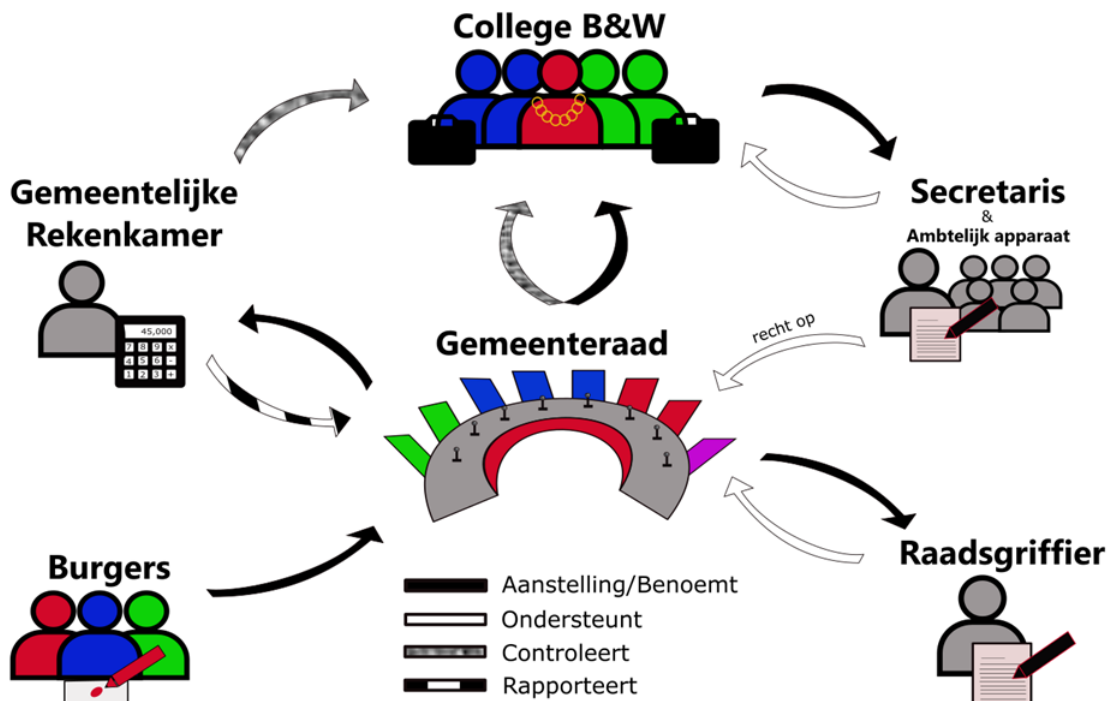 College B&W
Gemeentelijke
Rekenkamer
Secretaris
&
Ambtelijk apparaat
45,000
7 8 9 x
4 5 6 -
1 2 3 +
recht op
Gemeenteraad
Burgers
Raadsgriffier
Aanstelling/Benoemt
Ondersteunt
Controleert
Rapporteert